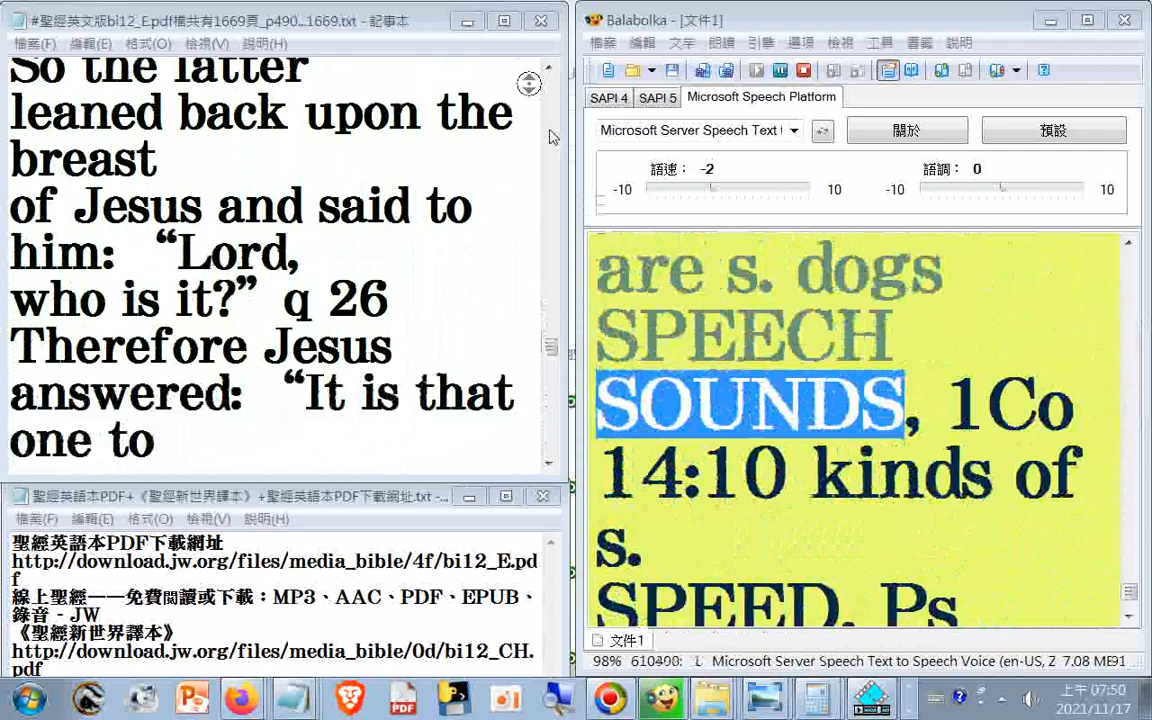 #聖經英文版bi12_E.pdf檔共有1669頁_p490...1669.txt - 記事本
檔案(F) 編輯(E) 格式(O) 檢視(V) 說明(H)
So the latter
leaned back upon the
breast
of Jesus and said to
him: “Lord,
who is it?” q 26
Therefore Jesus
answered: “It is that
one to
聖經英語本PDF+《聖經新世界譯本》+聖經英語本PDF下載網址.txt -...
檔案(F) 編輯(E) 格式(O) 檢視(V) 說明(H)
聖經英語本PDF下載網址
http://download.jw.org/files/media_bible/4f/bi12_E.pd
f
線上聖經——免費閱讀或下載：MP3、AAC、PDF、EPUB、
錄音 - JW
《聖經新世界譯本》
http://download.jw.org/files/media_bible/0d/bi12_CH.
pdf
Balabolka - [文件1]
檔案 編輯 文字 朗讀 引擎 選項 檢視 工具 書籤 說明
SAPI 4 SAPI 5 Microsoft Speech Platform
Microsoft Server Speech Text 關於 預設
語速： -2 語調： 0
-10 10 -10 10
are s. dogs
SPEECH
SOUNDS, 1Co
14:10 kinds of
s.
SPEED, Ps
文件1
98% Microsoft Server Speech Text to Speech Voice (en-US, Z 7.08 ME
上午 07:50
2021/11/17